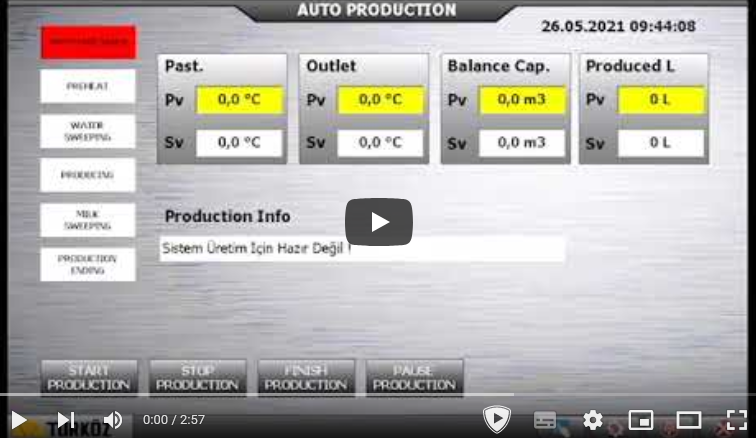 AUTO PRODUCTION
26.05.2021 09:44:08
Past.
Pv 0,0 °C
Sv 0,0 °C
Outlet
Pv 0,0 °C
Sv 0,0 °C
Balance Cap.
Pv 0,0 m3
Sv 0,0 m3
Produced L
Pv 0 L
Sv 0 L
PREHEAT
WATER
SWEEPING
PRODUCING
MILK
SWEEPING
PRODUCTION
ENDING
Production Info
Sistem Üretim İçin Hazır Değil !
START
PRODUCTION
STOP
PRODUCTION
FINISH
PRODUCTION
PAUSE
PRODUCTION
TÜRKÖZ
0:00 / 2:57